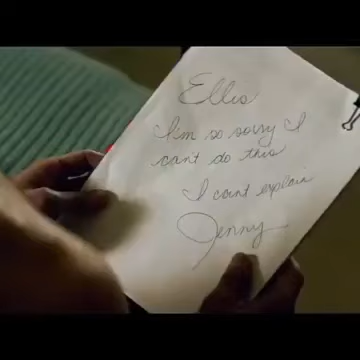 Ellis
I'm so sorry I
can't do this
I can't explain
Jenny